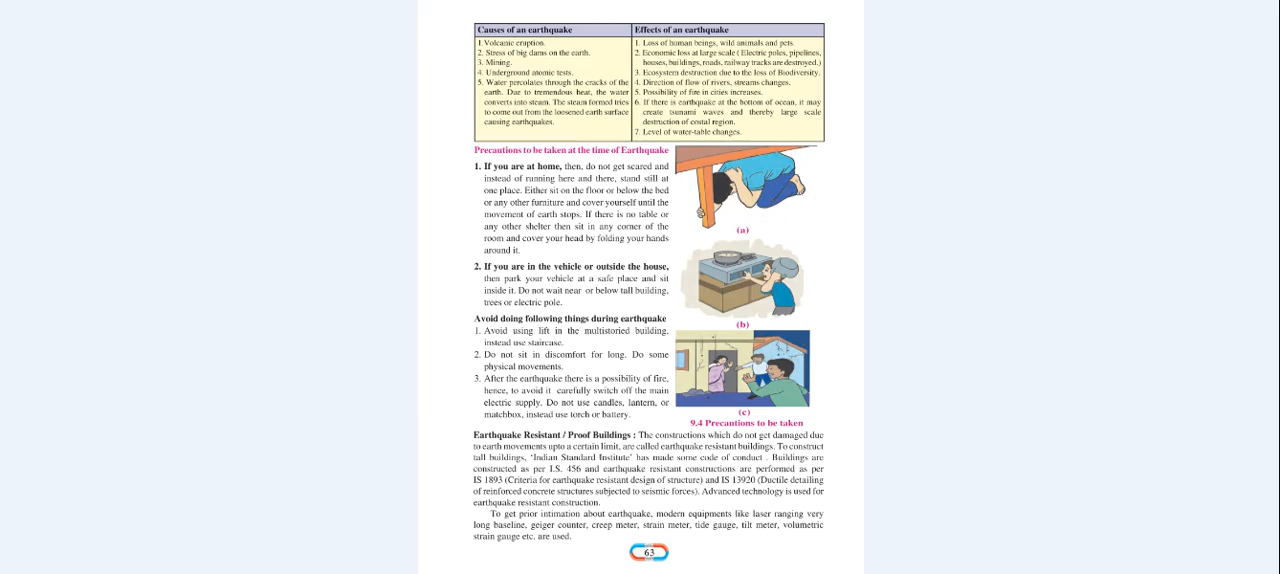 Causes of an earthquake
1.Volcanic eruption.
2. Stress of big dams on the earth.
3. Mining.
4. Underground atomic tests.
5. Water percolates through the cracks of the
earth. Due to tremendous heat, the water
converts into steam. The steam formed tries
to come out from the loosened earth surface
causing earthquakes.
Effects of an earthquake
1. Loss of human beings, wild animals and pets.
2. Economic loss at large scale ( Electric poles, pipelines,
houses, buildings, roads, railway tracks are destroyed.)
3. Ecosystem destruction due to the loss of Biodiversity.
4. Direction of flow of rivers, streams changes.
5. Possibility of fire in cities increases.
6. If there is earthquake at the bottom of ocean, it may
create tsunami waves and thereby large scale
destruction of costal region.
7. Level of water-table changes.
Precautions to be taken at the time of Earthquake
1. If you are at home, then, do not get scared and
instead of running here and there, stand still at
one place. Either sit on the floor or below the bed
or any other furniture and cover yourself until the
movement of earth stops. If there is no table or
any other shelter then sit in any corner of the
room and cover your head by folding your hands
around it.
2. If you are in the vehicle or outside the house,
then park your vehicle at a safe place and sit
inside it. Do not wait near or below tall building,
trees or electric pole.
Avoid doing following things during earthquake
1. Avoid using lift in the multistoried building,
instead use staircase.
2. Do not sit in discomfort for long. Do some
physical movements.
3. After the earthquake there is a possibility of fire,
hence, to avoid it carefully switch off the main
electric supply. Do not use candles, lantern, or
matchbox, instead use torch or battery.
(a)
(b)
(c)
9.4 Precautions to be taken
Earthquake Resistant / Proof Buildings : The constructions which do not get damaged due
to earth movements upto a certain limit, are called earthquake resistant buildings. To construct
tall buildings, 'Indian Standard Institute' has made some code of conduct . Buildings are
constructed as per I.S. 456 and earthquake resistant constructions are performed as per
IS 1893 (Criteria for earthquake resistant design of structure) and IS 13920 (Ductile detailing
of reinforced concrete structures subjected to seismic forces). Advanced technology is used for
earthquake resistant construction.
To get prior intimation about earthquake, modern equipments like laser ranging very
long baseline, geiger counter, creep meter, strain meter, tide gauge, tilt meter, volumetric
strain gauge etc. are used.
63